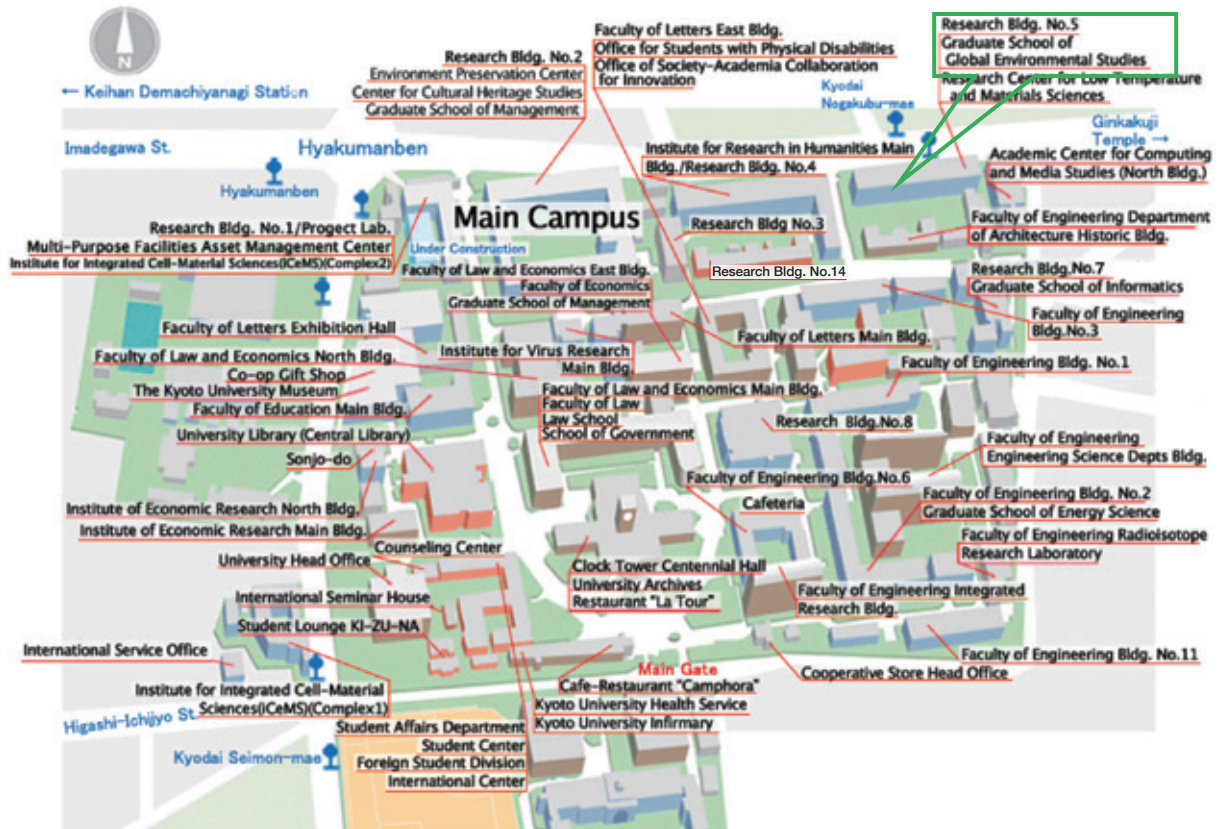 N
← Keihan Demachiyanagi Station
Imadegawa St.
Hyakumanben
Hyakumanben
Research Bldg. No.2
Environment Preservation Center
Center for Cultural Heritage Studies
Graduate School of Management
Faculty of Letters East Bldg.
Office for Students with Physical Disabilities
Office of Society-Academia Collaboration
for Innovation
Kyodai
Nogakubu-mae
Research Bldg. No.5
Graduate School of
Global Environmental Studies
Research Center for Low Temperature
and Materials Sciences
Ginkakuji
Temple →
Institute for Research in Humanities Main
Bldg./Research Bldg. No.4
Academic Center for Computing
and Media Studies (North Bldg.)
Main Campus
Under Construction
Research Bldg No.3
Research Bldg. No.14
Faculty of Engineering Department
of Architecture Historic Bldg.
Research Bldg. No.1/Progect Lab.
Multi-Purpose Facilities Asset Management Center
Institute for Integrated Cell-Material Sciences(iCeMS)(Complex2)
Faculty of Law and Economics East Bldg.
Faculty of Economics
Graduate School of Management
Research Bldg.No.7
Graduate School of Informatics
Faculty of Engineering
Bldg.No.3
Faculty of Letters Exhibition Hall
Faculty of Law and Economics North Bldg.
Co-op Gift Shop
The Kyoto University Museum
Faculty of Education Main Bldg.
University Library (Central Library)
Sonjo-do
Institute for Virus Research
Main Bldg.
Faculty of Letters Main Bldg.
Faculty of Engineering Bldg. No.1
Faculty of Law and Economics Main Bldg.
Faculty of Law
Law School
School of Government
Research Bldg.No.8
Faculty of Engineering
Engineering Science Depts Bldg.
Faculty of Engineering Bldg.No.6
Cafeteria
Faculty of Engineering Bldg. No.2
Graduate School of Energy Science
Faculty of Engineering Radioisotope
Research Laboratory
Institute of Economic Research North Bldg.
Institute of Economic Research Main Bldg.
Counseling Center
University Head Office
International Seminar House
Student Lounge KI-ZU-NA
Clock Tower Centennial Hall
University Archives
Restaurant "La Tour"
Faculty of Engineering Integrated
Research Bldg.
International Service Office
Institute for Integrated Cell-Material
Sciences(iCeMS)(Complex1)
Main Gate
Cafe-Restaurant "Camphora"
Kyoto University Health Service
Kyoto University Infirmary
Cooperative Store Head Office
Faculty of Engineering Bldg. No.11
Higashi-Ichijyo St.
Kyodai Seimon-mae
Student Affairs Department
Student Center
Foreign Student Division
International Center